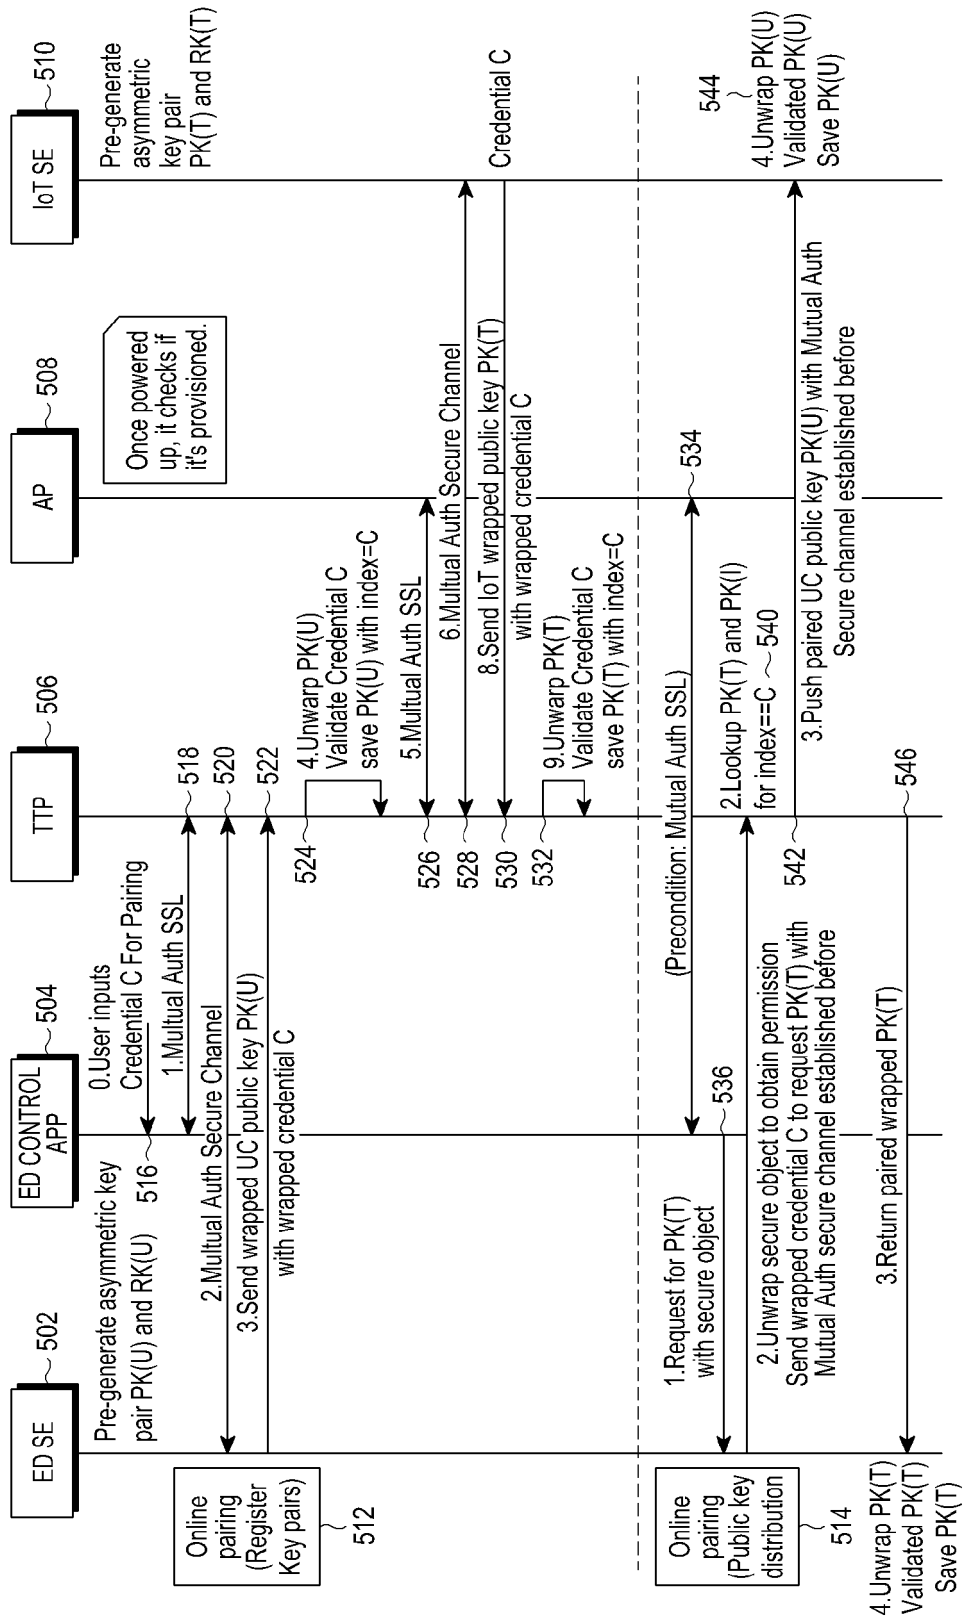 ED SE
502
ED CONTROL
APP
504
TTP
506
AP
508
IoT SE
510
Pre-generate asymmetric key
pair PK(U) and RK(U)
0.User inputs
Credential C For Pairing
516
Once powered
up, it checks if
it's provisioned.
Pre-generate
asymmetric
key pair
PK(T) and RK(T)
Online
pairing
(Register
Key pairs)
512
1.Multual Auth SSL
518
2.Multual Auth Secure Channel
520
3.Send wrapped UC public key PK(U)
with wrapped credential C
522
524
4.Unwarp PK(U)
Validate Credential C
save PK(U) with index=C
526
5.Multual Auth SSL
528
6.Multual Auth Secure Channel
530
8.Send IoT wrapped public key PK(T)
with wrapped credential C
Credential C
532
9.Unwarp PK(T)
Validate Credential C
save PK(T) with index=C
Online
pairing
(Public key
distribution)
514
(Precondition: Mutual Auth SSL)
534
1.Request for PK(T)
with secure object
536
2.Unwrap secure object to obtain permission
Send wrapped credential C to request PK(T) with
Mutual Auth secure channel established before
2.Lookup PK(T) and PK(I)
for index==C
540
542
3.Push paired UC public key PK(U) with Mutual Auth
Secure channel established before
544
4.Unwrap PK(U)
Validated PK(U)
Save PK(U)
3.Return paired wrapped PK(T)
546
4.Unwrap PK(T)
Validated PK(T)
Save PK(T)